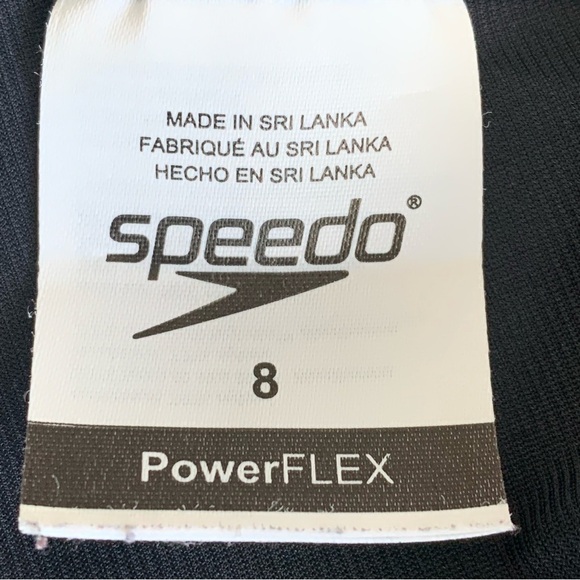 MADE IN SRI LANKA
FABRIQUÉ AU SRI LANKA
HECHO EN SRI LANKA
speedo®
8
PowerFLEX